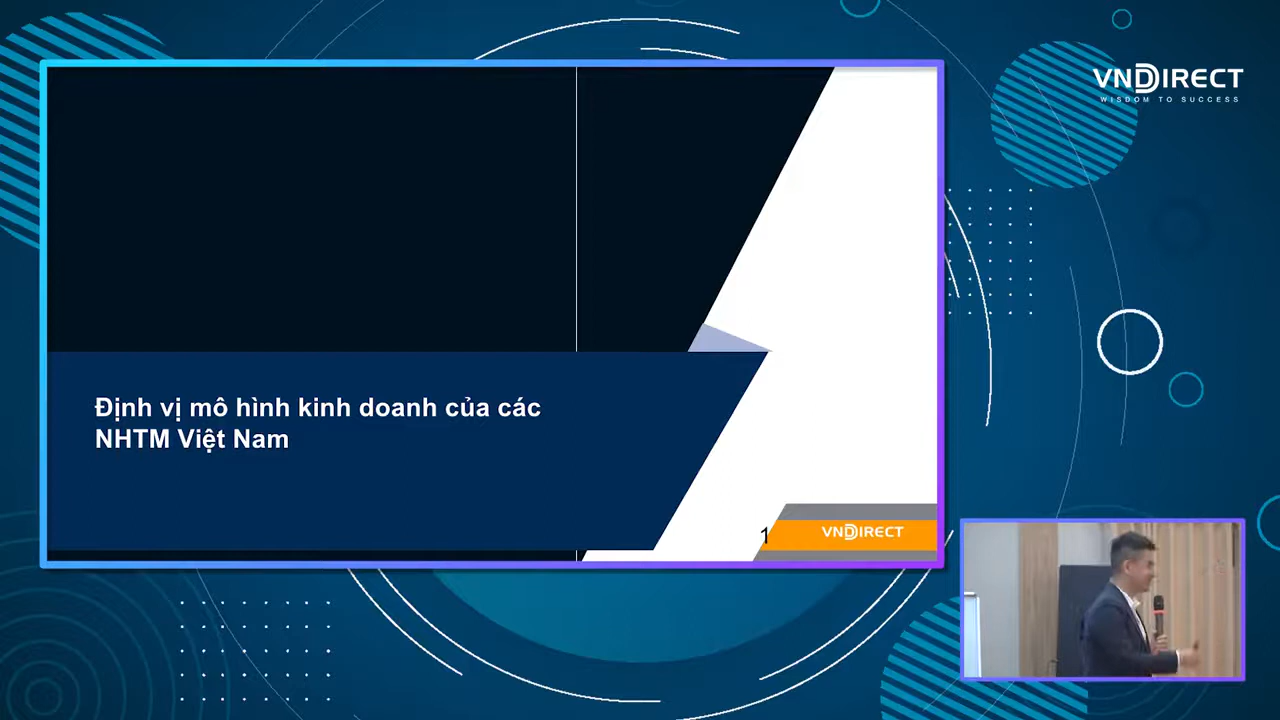 VNDIRECT
WISDOM TO SUCCESS
Định vị mô hình kinh doanh của các
NHTM Việt Nam
1
VNDIRECT